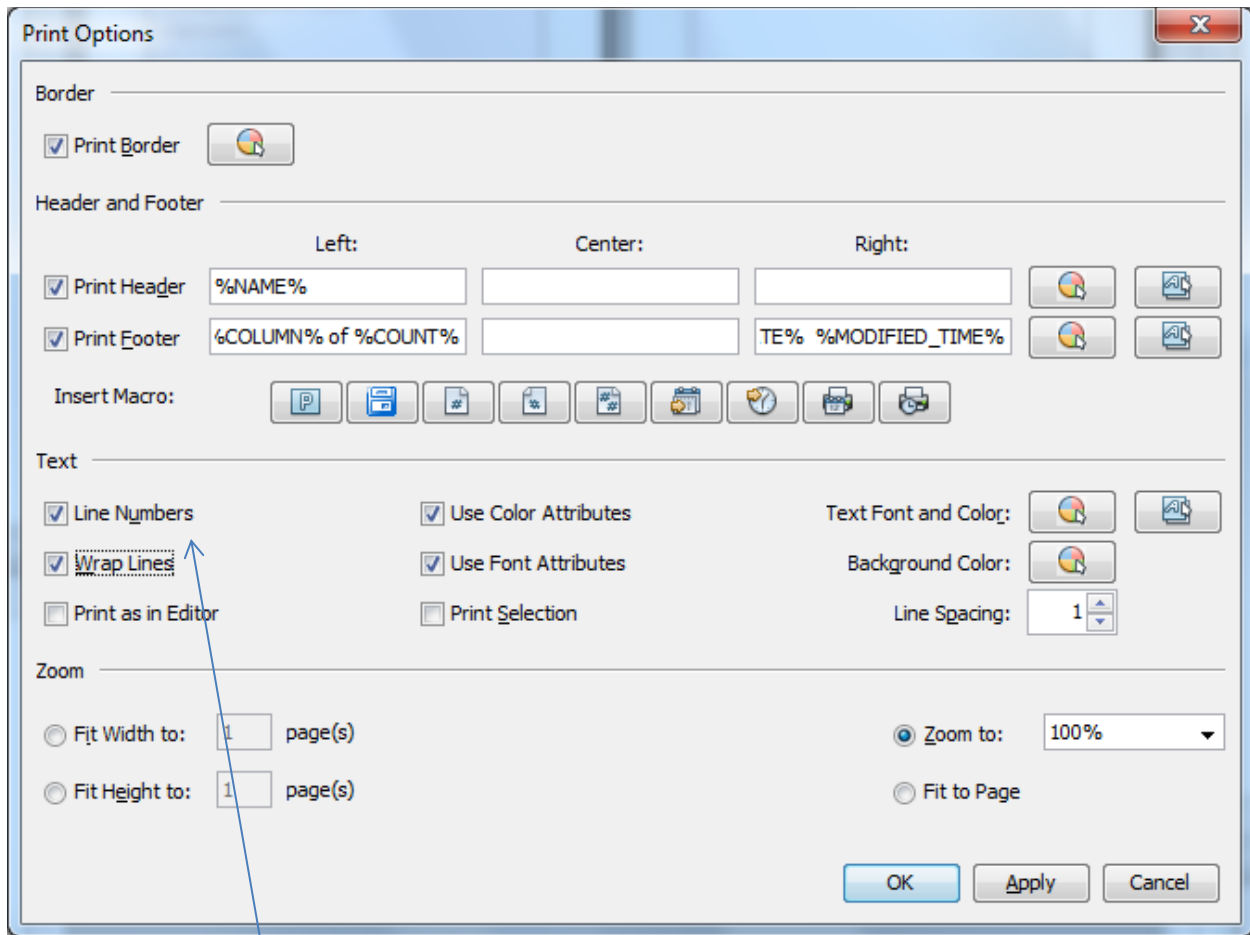 Print Options
Border
Print Border
Header and Footer
Left: Center: Right:
Print Header %NAME%
Print Footer %COLUMN% of %COUNT% TE% %MODIFIED_TIME%
Insert Macro:
Text
Line Numbers Use Color Attributes Text Font and Color:
Wrap Lines Use Font Attributes Background Color:
Print as in Editor Print Selection Line Spacing: 1
Zoom
Fit Width to: 1 page(s) Zoom to: 100%
Fit Height to: 1 page(s) Fit to Page
OK Apply Cancel